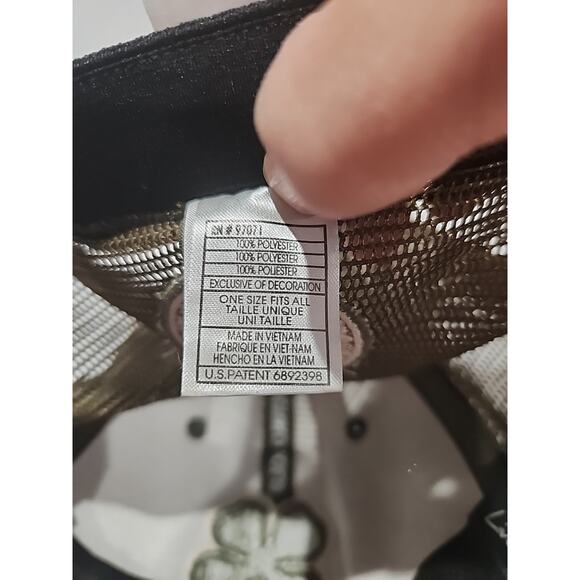 RN # 97071
100% POLYESTER
100% POLYESTER
100% POLIESTER
EXCLUSIVE OF DECORATION
ONE SIZE FITS ALL
TAILLE UNIQUE
UNI TAILLE
MADE IN VIETNAM
FABRIQUE EN VIET-NAM
HENCHO EN LA VIETNAM
U.S.PATENT 6892398